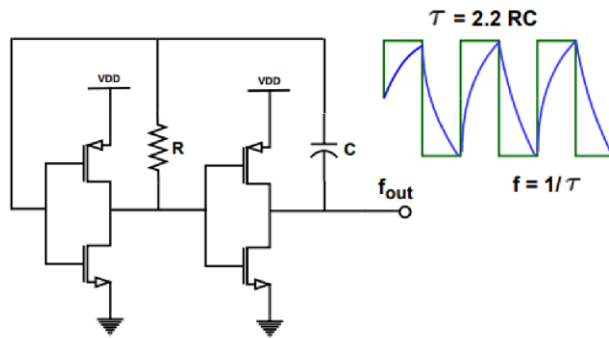 τ = 2.2 RC
VDD
VDD
R
C
fout
f = 1/ τ